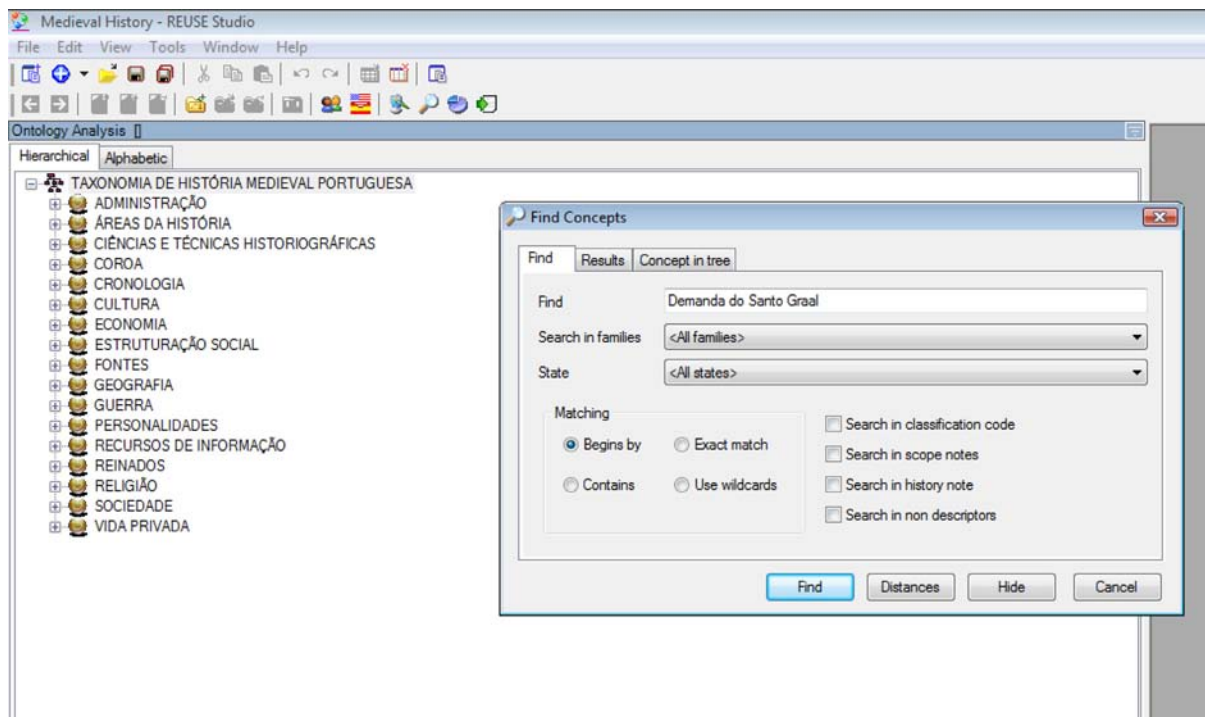 Medieval History - REUSE Studio
File Edit View Tools Window Help
Ontology Analysis []
Hierarchical Alphabetic
TAXONOMIA DE HISTÓRIA MEDIEVAL PORTUGUESA
ADMINISTRAÇÃO
ÁREAS DA HISTÓRIA
CIÊNCIAS E TÉCNICAS HISTORIOGRÁFICAS
COROA
CRONOLOGIA
CULTURA
ECONOMIA
ESTRUTURAÇÃO SOCIAL
FONTES
GEOGRAFIA
GUERRA
PERSONALIDADES
RECURSOS DE INFORMAÇÃO
REINADOS
RELIGIÃO
SOCIEDADE
VIDA PRIVADA
Find Concepts
Find Results Concept in tree
Find Demanda do Santo Graal
Search in families <All families>
State <All states>
Matching
Begins by Exact match
Contains Use wildcards
Search in classification code
Search in scope notes
Search in history note
Search in non descriptors
Find Distances Hide Cancel